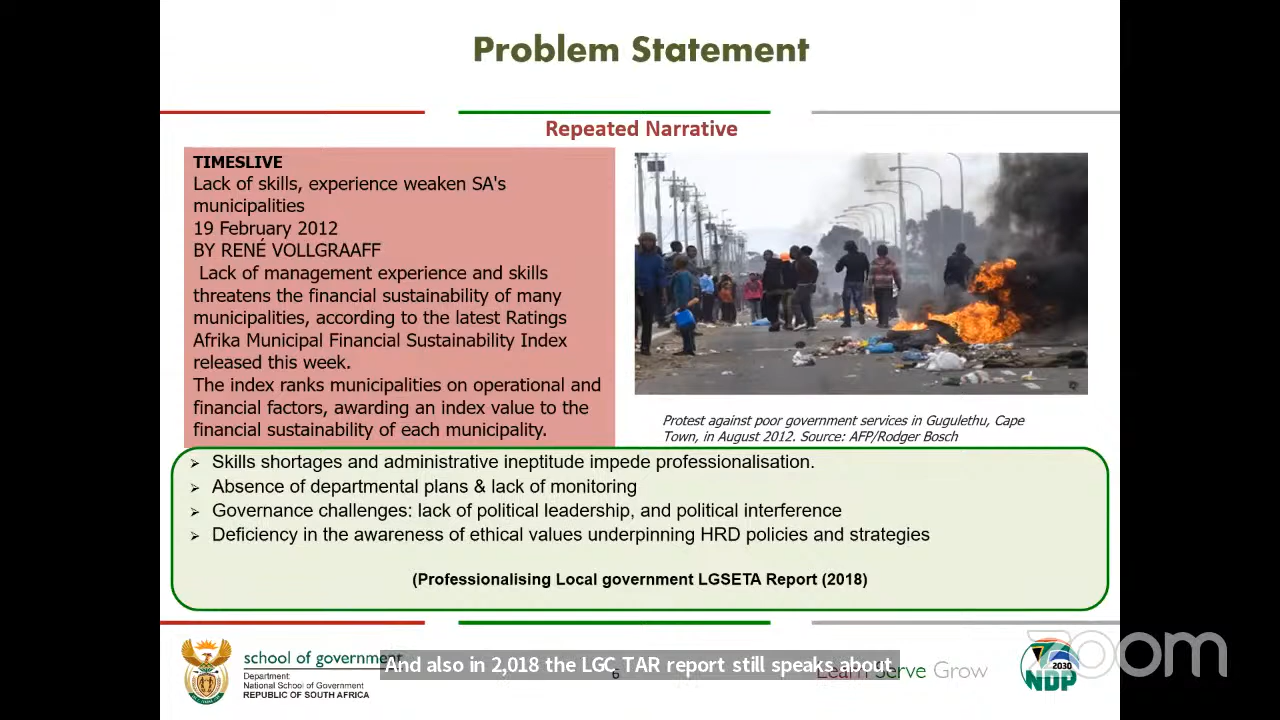 Problem Statement
Repeated Narrative
TIMESLIVE
Lack of skills, experience weaken SA's
municipalities
19 February 2012
BY RENÉ VOLLGRAAFF
Lack of management experience and skills
threatens the financial sustainability of many
municipalities, according to the latest Ratings
Afrika Municipal Financial Sustainability Index
released this week.
The index ranks municipalities on operational and
financial factors, awarding an index value to the
financial sustainability of each municipality.
Protest against poor government services in Gugulethu, Cape
Town, in August 2012. Source: AFP/Rodger Bosch
➢ Skills shortages and administrative ineptitude impede professionalisation.
➢ Absence of departmental plans & lack of monitoring
➢ Governance challenges: lack of political leadership, and political interference
➢ Deficiency in the awareness of ethical values underpinning HRD policies and strategies
(Professionalising Local government LGSETA Report (2018)
school of government
Department:
National School of Government
REPUBLIC OF SOUTH AFRICA
And also in 2,018 the LGC TAR report still speaks about.
6
Learn Serve Grow
2030
NDP
zoom